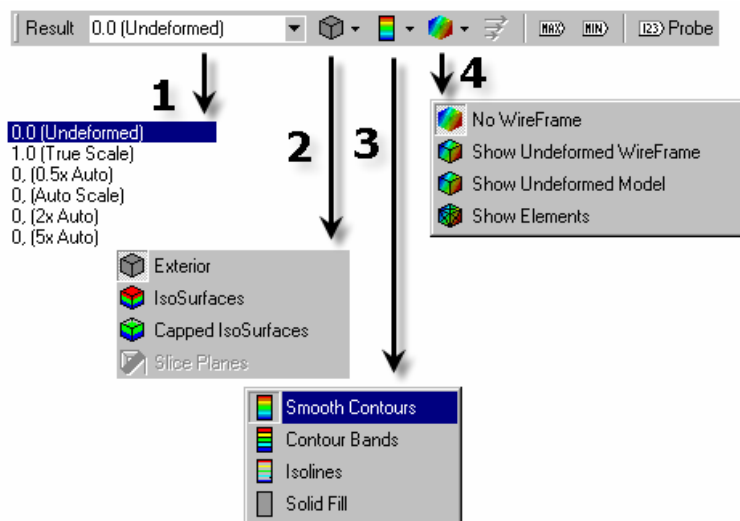 Result 0.0 (Undeformed) MAX MIN 123 Probe
1
0.0 (Undeformed)
1.0 (True Scale)
0, (0.5x Auto)
0, (Auto Scale)
0, (2x Auto)
0, (5x Auto)
2
Exterior
IsoSurfaces
Capped IsoSurfaces
Slice Planes
3
Smooth Contours
Contour Bands
Isolines
Solid Fill
4
No WireFrame
Show Undeformed WireFrame
Show Undeformed Model
Show Elements